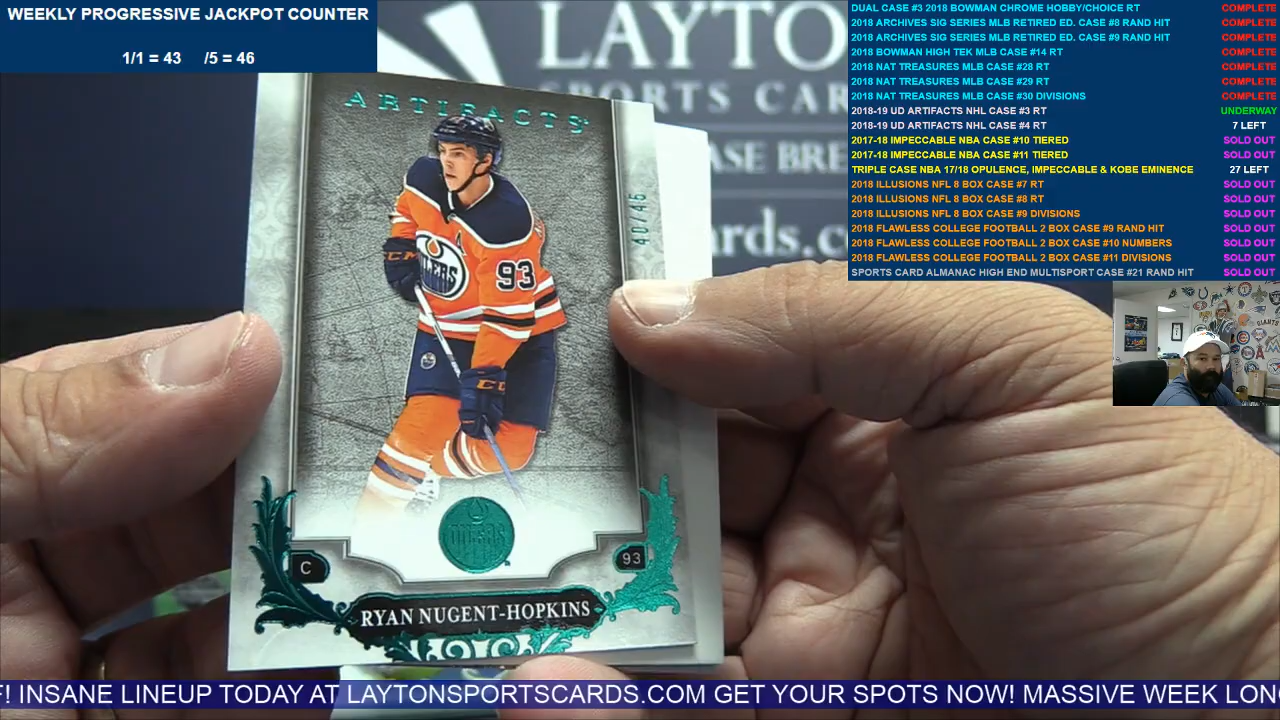 WEEKLY PROGRESSIVE JACKPOT COUNTER
1/1 = 43 /5 = 46
DUAL CASE #3 2018 BOWMAN CHROME HOBBY/CHOICE RT COMPLETE
2018 ARCHIVES SIG SERIES MLB RETIRED ED. CASE #8 RAND HIT COMPLETE
2018 ARCHIVES SIG SERIES MLB RETIRED ED. CASE #9 RAND HIT COMPLETE
2018 BOWMAN HIGH TEK MLB CASE #14 RT COMPLETE
2018 NAT TREASURES MLB CASE #28 RT COMPLETE
2018 NAT TREASURES MLB CASE #29 RT COMPLETE
2018 NAT TREASURES MLB CASE #30 DIVISIONS COMPLETE
2018-19 UD ARTIFACTS NHL CASE #3 RT UNDERWAY
2018-19 UD ARTIFACTS NHL CASE #4 RT 7 LEFT
2017-18 IMPECCABLE NBA CASE #10 TIERED SOLD OUT
2017-18 IMPECCABLE NBA CASE #11 TIERED SOLD OUT
TRIPLE CASE NBA 17/18 OPULENCE, IMPECCABLE & KOBE EMINENCE 27 LEFT
2018 ILLUSIONS NFL 8 BOX CASE #7 RT SOLD OUT
2018 ILLUSIONS NFL 8 BOX CASE #8 RT SOLD OUT
2018 ILLUSIONS NFL 8 BOX CASE #9 DIVISIONS SOLD OUT
2018 FLAWLESS COLLEGE FOOTBALL 2 BOX CASE #9 RAND HIT SOLD OUT
2018 FLAWLESS COLLEGE FOOTBALL 2 BOX CASE #10 NUMBERS SOLD OUT
2018 FLAWLESS COLLEGE FOOTBALL 2 BOX CASE #11 DIVISIONS SOLD OUT
SPORTS CARD ALMANAC HIGH END MULTISPORT CASE #21 RAND HIT SOLD OUT
LAYTO
PORTS CAR
ASE BRE
rds.c
ARTIFACTS
40/45
OILERS
93
CCM
C
93
RYAN NUGENT-HOPKINS
F! INSANE LINEUP TODAY AT LAYTONSPORTSCARDS.COM GET YOUR SPOTS NOW! MASSIVE WEEK LONG